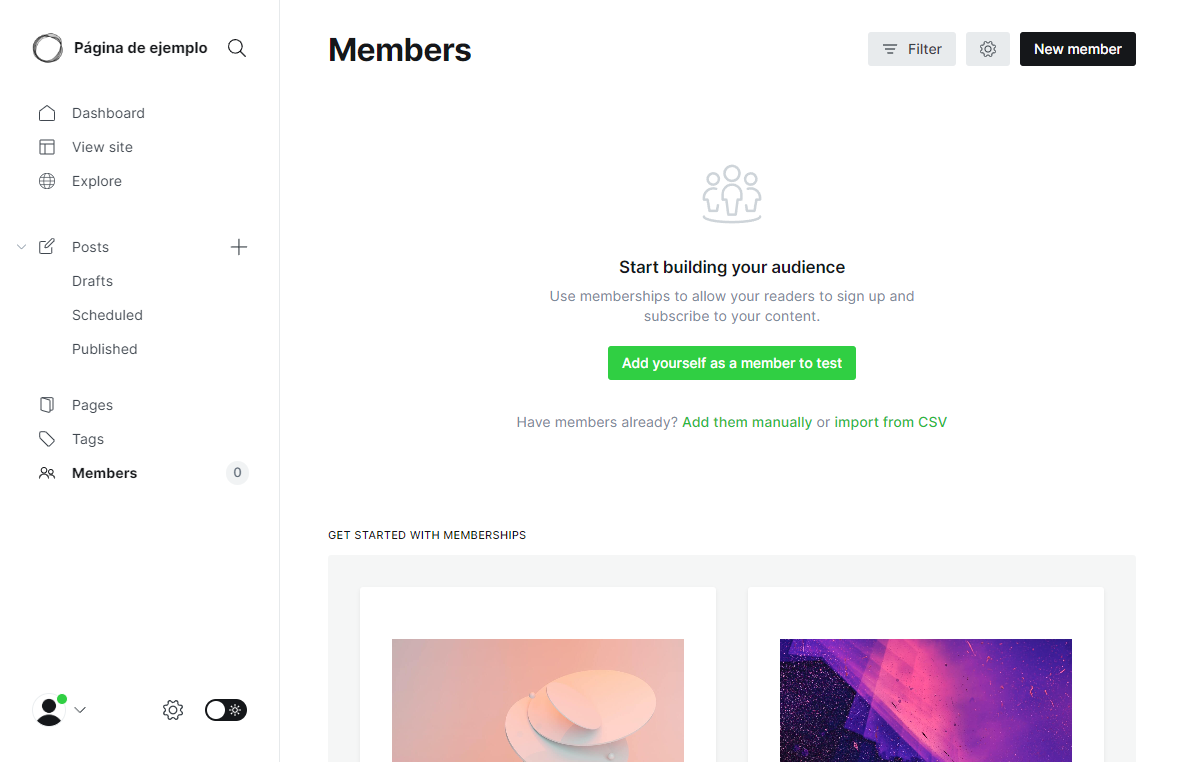 Página de ejemplo
Dashboard
View site
Explore
Posts
Drafts
Scheduled
Published
Pages
Tags
Members
0
Members
Filter
New member
Start building your audience
Use memberships to allow your readers to sign up and
subscribe to your content.
Add yourself as a member to test
Have members already? Add them manually or import from CSV
GET STARTED WITH MEMBERSHIPS